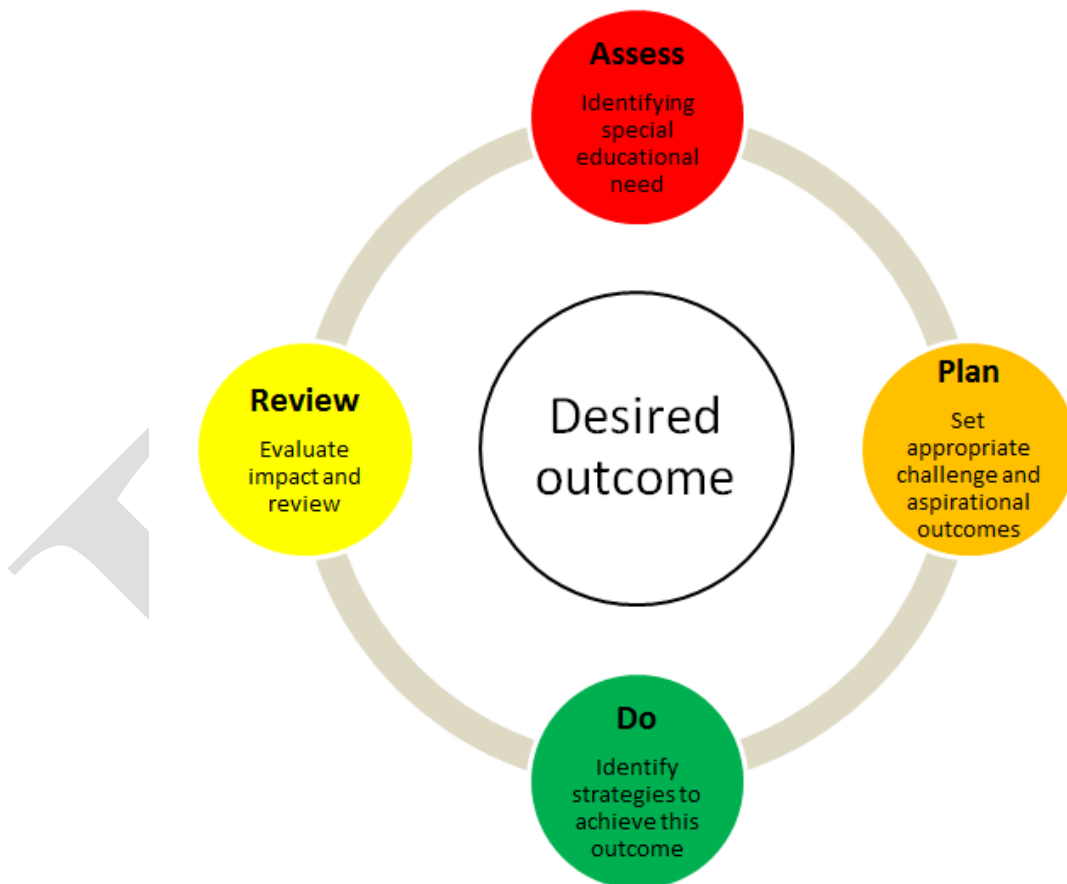 Assess
Identifying
special
educational
need
Plan
Set
appropriate
challenge and
aspirational
outcomes
Do
Identify
strategies to
achieve this
outcome
Review
Evaluate
impact and
review
Desired
outcome